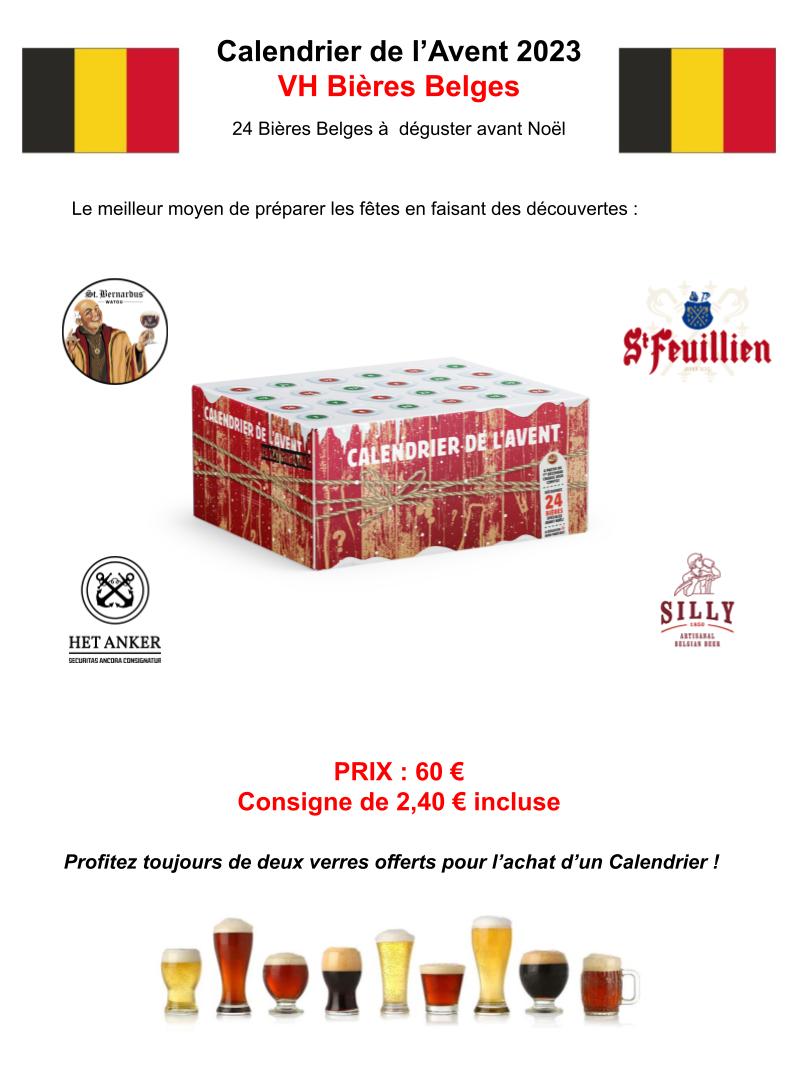 Calendrier de l’Avent 2023
VH Bières Belges
24 Bières Belges à  déguster avant Noël
Le meilleur moyen de préparer les fêtes en faisant des découvertes :
St. Bernardus
WATOU
St Feuillien
CALENDRIER DE L'AVENT
CALENDRIER DE L'AVENT
24
BIÈRES
HET ANKER
SECURITAS ANCORA CONSIGNATUR
SILLY
1850
ARTISANAL
BELGIAN BEER
PRIX : 60 €
Consigne de 2,40 € incluse
Profitez toujours de deux verres offerts pour l’achat d’un Calendrier !